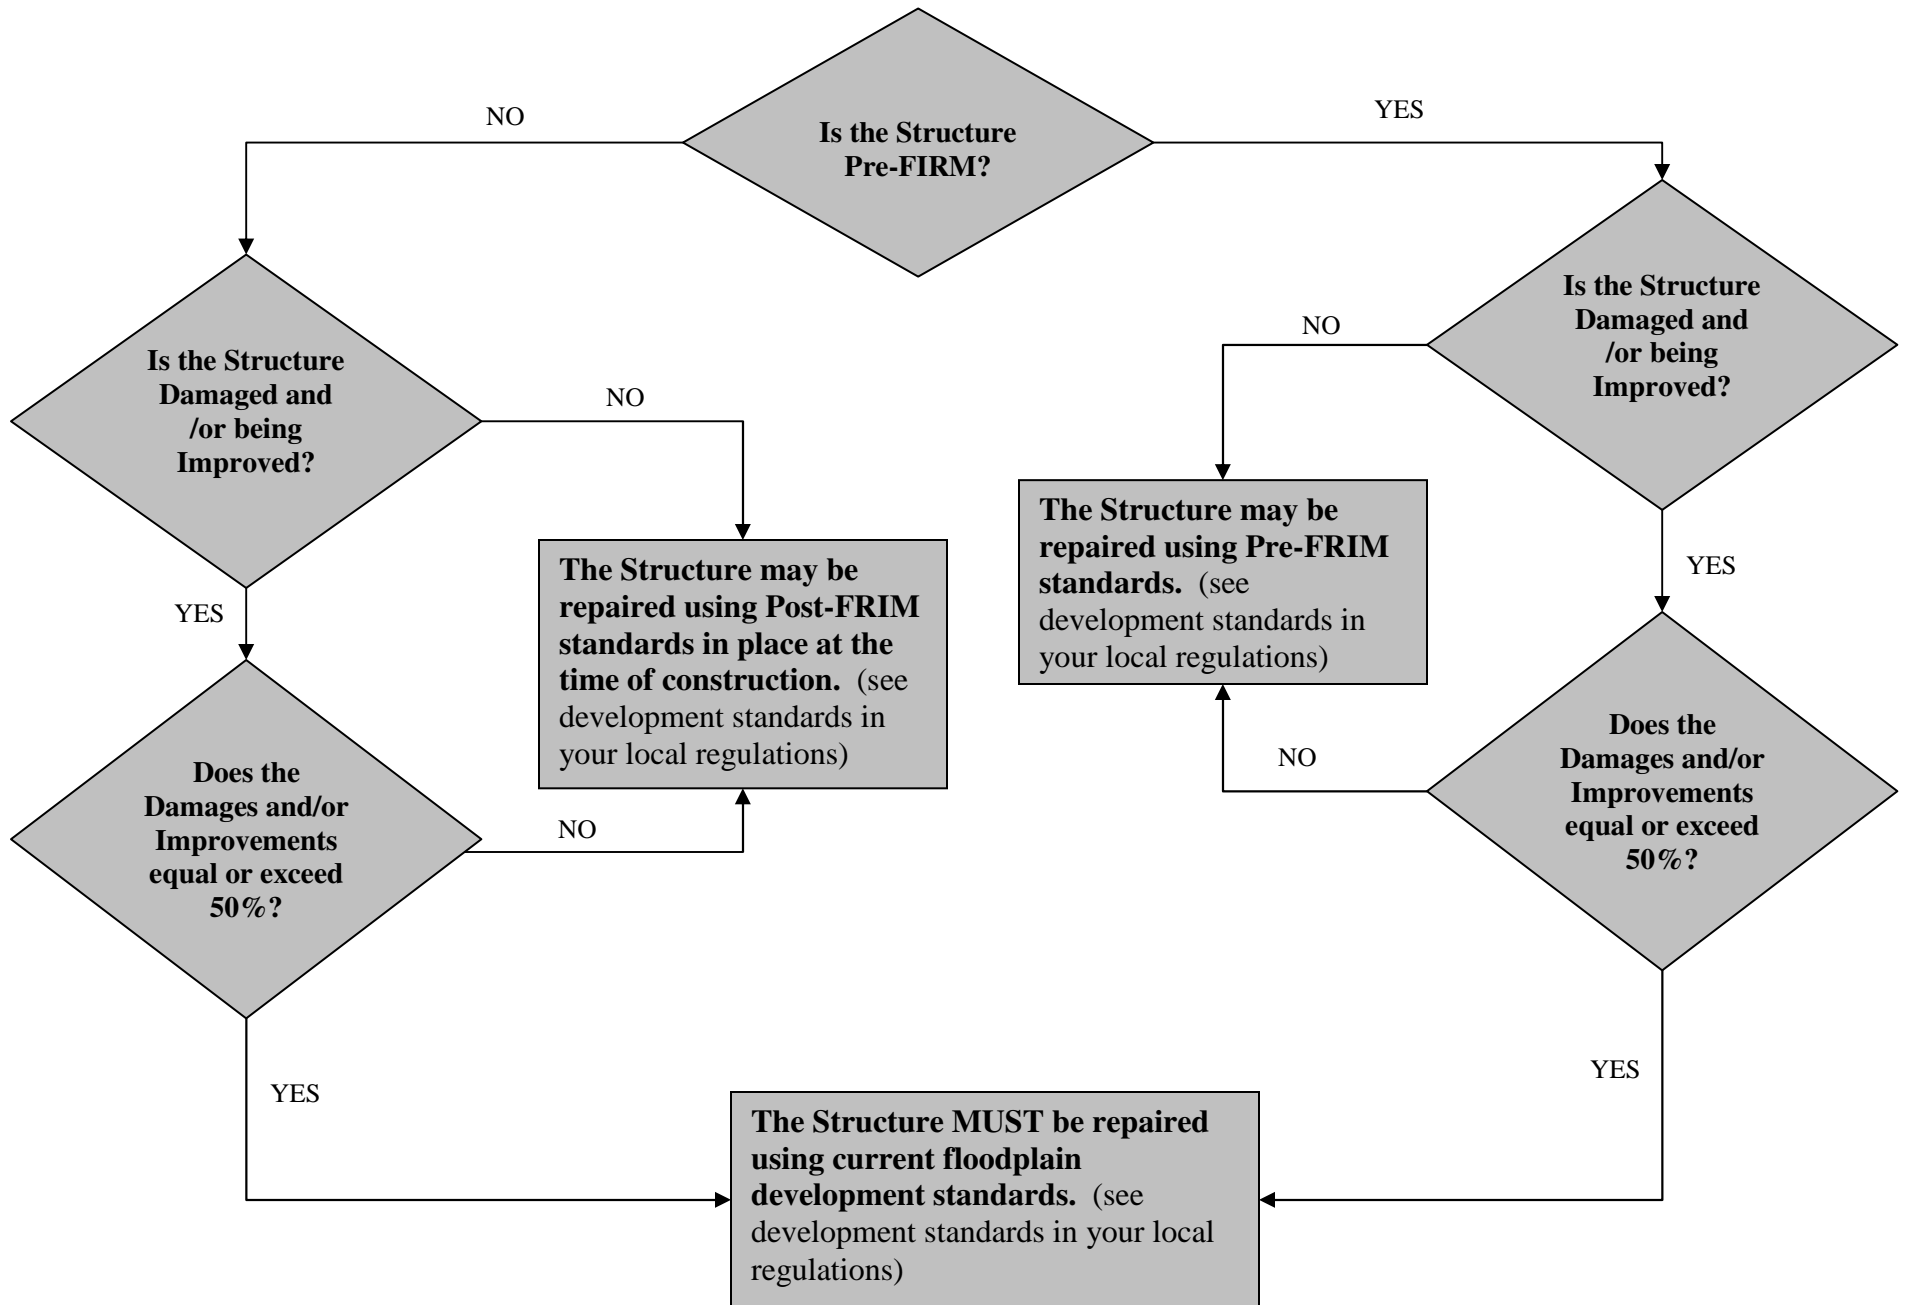 Is the Structure
Pre-FIRM?
NO
YES
Is the Structure
Damaged and
/or being
Improved?
NO
Is the Structure
Damaged and
/or being
Improved?
NO
The Structure may be
repaired using Post-FRIM
standards in place at the
time of construction.  (see
development standards in
your local regulations)
The Structure may be
repaired using Pre-FRIM
standards.  (see
development standards in
your local regulations)
YES
YES
Does the
Damages and/or
Improvements
equal or exceed
50%?
NO
Does the
Damages and/or
Improvements
equal or exceed
50%?
NO
YES
YES
The Structure MUST be repaired
using current floodplain
development standards.  (see
development standards in your local
regulations)